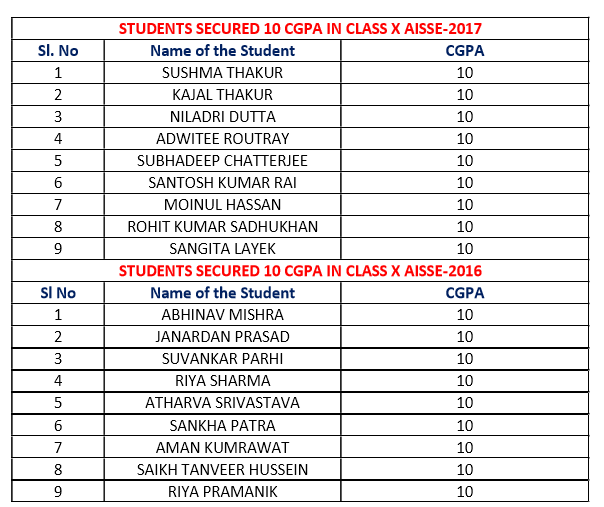 STUDENTS SECURED 10 CGPA IN CLASS X AISSE-2017
Sl. No Name of the Student CGPA
1 SUSHMA THAKUR 10
2 KAJAL THAKUR 10
3 NILADRI DUTTA 10
4 ADWITEE ROUTRAY 10
5 SUBHADEEP CHATTERJEE 10
6 SANTOSH KUMAR RAI 10
7 MOINUL HASSAN 10
8 ROHIT KUMAR SADHUKHAN 10
9 SANGITA LAYEK 10
STUDENTS SECURED 10 CGPA IN CLASS X AISSE-2016
Sl No Name of the Student CGPA
1 ABHINAV MISHRA 10
2 JANARDAN PRASAD 10
3 SUVANKAR PARHI 10
4 RIYA SHARMA 10
5 ATHARVA SRIVASTAVA 10
6 SANKHA PATRA 10
7 AMAN KUMRAWAT 10
8 SAIKH TANVEER HUSSEIN 10
9 RIYA PRAMANIK 10